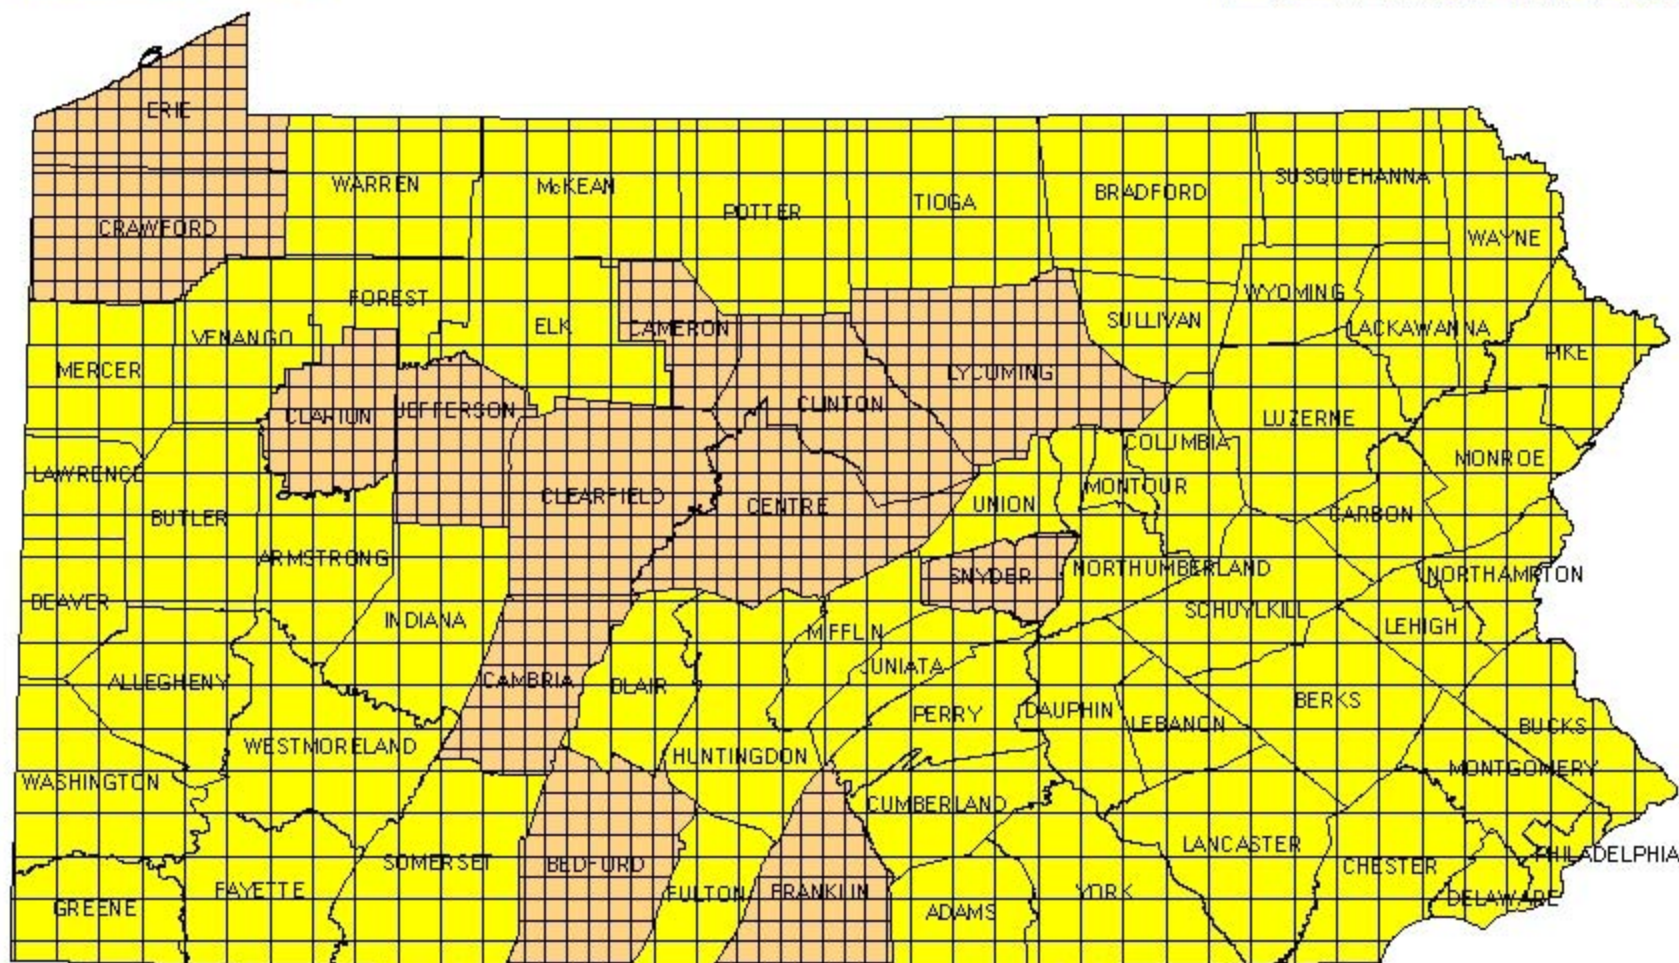 ERIE
WARREN
McKEAN
POTTER
TIOGA
BRADFORD
SUSQUEHANNA
WAYNE
CRAWFORD
FOREST
VENANGO
ELK
CAMERON
SULLIVAN
WYOMING
LACKAWANNA
PIKE
MERCER
CLARION
JEFFERSON
CLINTON
LYCOMING
LUZERNE
COLUMBIA
MONROE
LAWRENCE
BUTLER
CLEARFIELD
CENTRE
UNION
MONTOUR
CARBON
ARMSTRONG
SNYDER
NORTHUMBERLAND
NORTHAMPTON
BEAVER
INDIANA
MIFFLIN
SCHUYLKILL
LEHIGH
ALLEGHENY
CAMBRIA
BLAIR
JUNIATA
PERRY
DAUPHIN
LEBANON
BERKS
BUCKS
WESTMORELAND
HUNTINGDON
MONTGOMERY
WASHINGTON
CUMBERLAND
LANCASTER
SOMERSET
BEDFORD
CHESTER
PHILADELPHIA
GREENE
FAYETTE
FULTON
FRANKLIN
ADAMS
YORK
DELAWARE